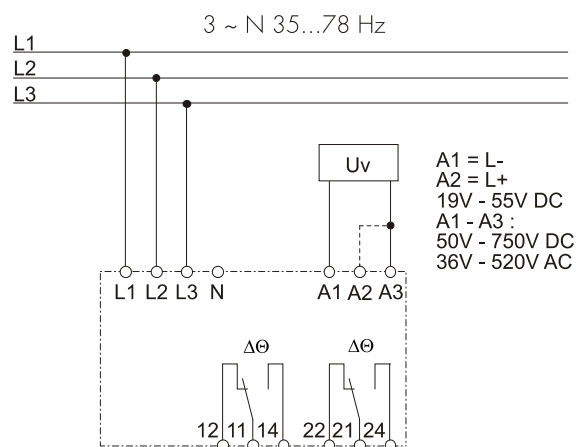 3 ~ N 35...78 Hz
L1
L2
L3
Uv
A1 = L-
A2 = L+
19V - 55V DC
A1 - A3 :
50V - 750V DC
36V - 520V AC
L1 L2 L3 N A1 A2 A3
ΔΘ ΔΘ
12 11 14 22 21 24